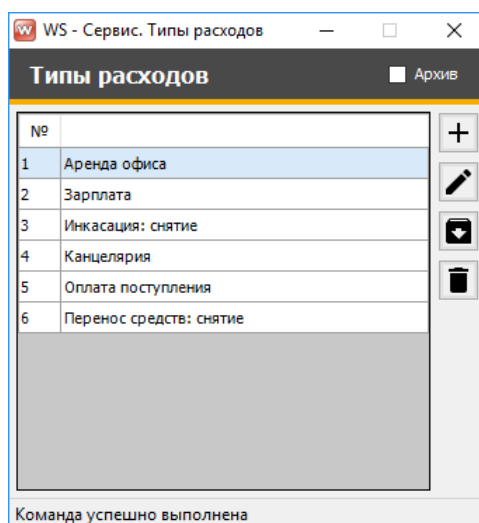 WS - Сервис. Типы расходов
Типы расходов
Архив
№
1 Аренда офиса
2 Зарплата
3 Инкасация: снятие
4 Канцелярия
5 Оплата поступления
6 Перенос средств: снятие
Команда успешно выполнена